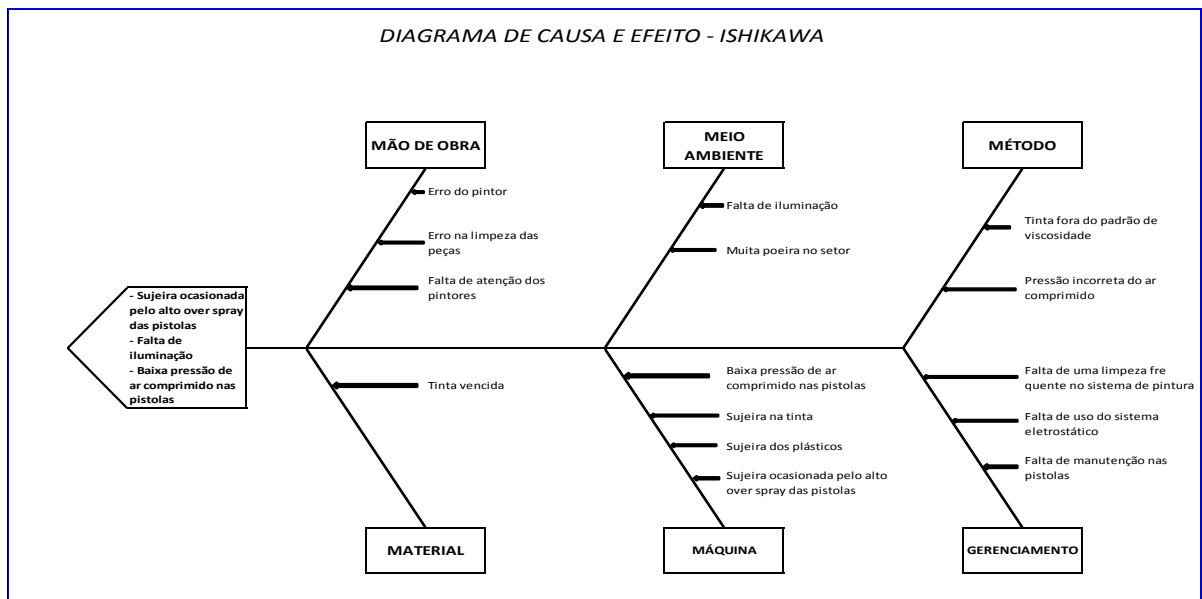 DIAGRAMA DE CAUSA E EFEITO - ISHIKAWA
MÃO DE OBRA
MEIO
AMBIENTE
MÉTODO
Erro do pintor
Erro na limpeza das
peças
Falta de atenção dos
pintores
Falta de iluminação
Muita poeira no setor
Tinta fora do padrão de
viscosidade
Pressão incorreta do ar
comprimido
- Sujeira ocasionada
pelo alto over spray
das pistolas
- Falta de
iluminação
- Baixa pressão de
ar comprimido nas
pistolas
Tinta vencida
Baixa pressão de ar
comprimido nas pistolas
Sujeira na tinta
Sujeira dos plásticos
Sujeira ocasionada pelo alto
over spray das pistolas
Falta de uma limpeza fre
quente no sistema de pintura
Falta de uso do sistema
eletrostático
Falta de manutenção nas
pistolas
MATERIAL
MÁQUINA
GERENCIAMENTO